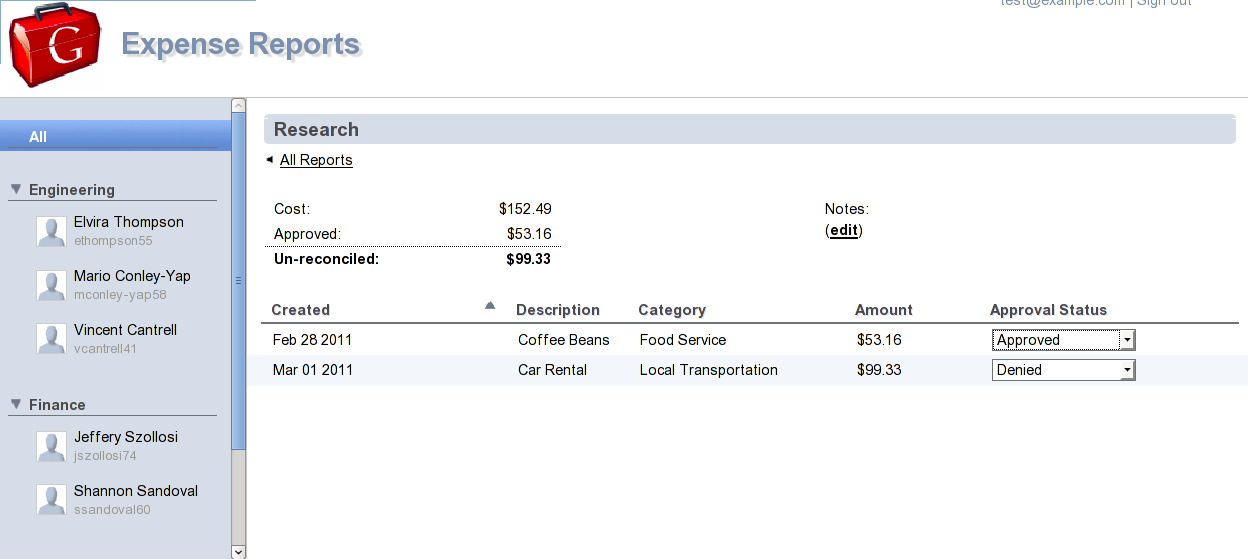 test@example.com | Sign out
G
Expense Reports
All
Engineering
Elvira Thompson
ethompson55
Mario Conley-Yap
mconley-yap58
Vincent Cantrell
vcantrell41
Finance
Jeffery Szollosi
jszollosi74
Shannon Sandoval
ssandoval60
Research
All Reports
Cost: $152.49
Approved: $53.16
Un-reconciled: $99.33
Notes:
(edit)
Created Description Category Amount Approval Status
Feb 28 2011 Coffee Beans Food Service $53.16 Approved
Mar 01 2011 Car Rental Local Transportation $99.33 Denied